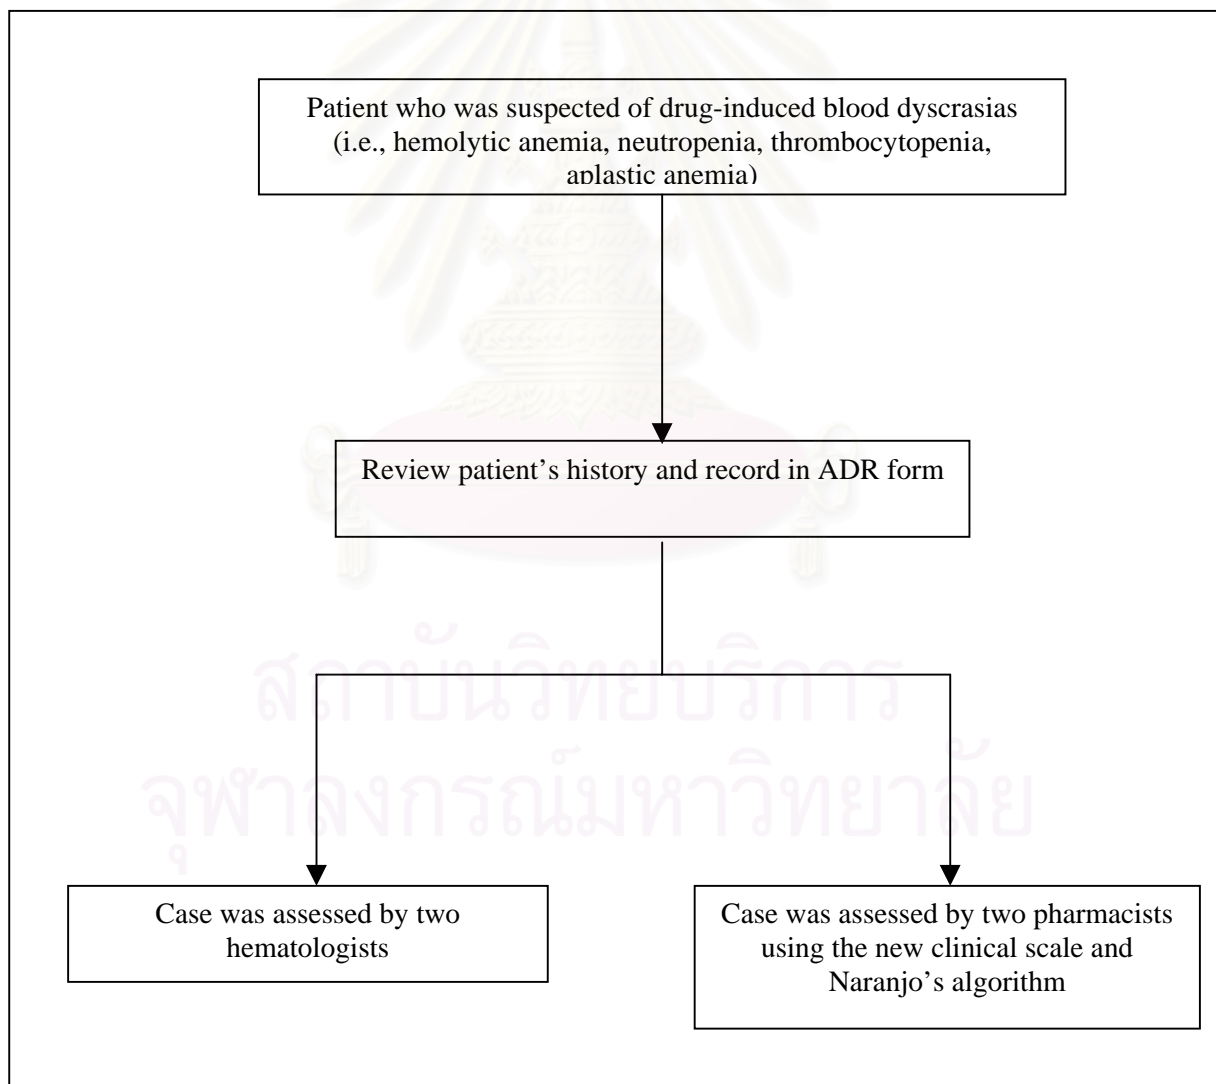 Patient who was suspected of drug-induced blood dyscrasias
(i.e., hemolytic anemia, neutropenia, thrombocytopenia,
aplastic anemia)
Review patient’s history and record in ADR form
สถาบันวิทยบริการ
จุฬาลงกรณ์มหาวิทยาลัย
Case was assessed by two
hematologists
Case was assessed by two pharmacists
using the new clinical scale and
Naranjo’s algorithm